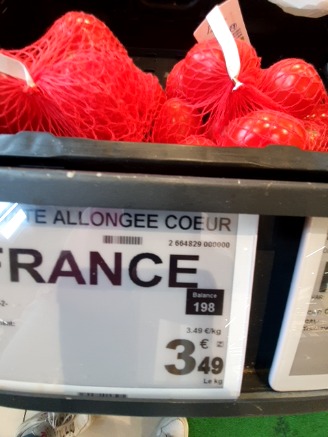 TE ALLONGEE COEUR
2 664829 000000
FRANCE
Balance
198
3.49 €/kg
3€49
Le kg